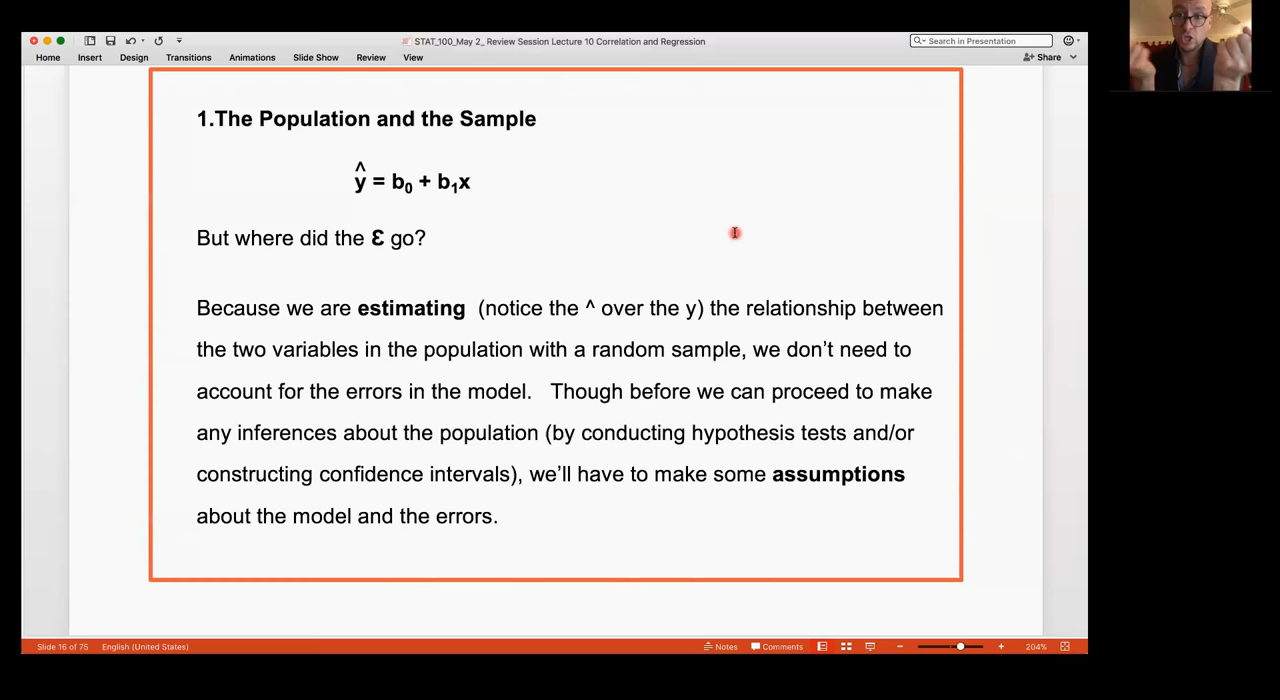 STAT_100_May 2_ Review Session Lecture 10 Correlation and Regression
Search in Presentation
Home Insert Design Transitions Animations Slide Show Review View
Share
1.The Population and the Sample
^
y = b₀ + b₁x
But where did the Ɛ go?
Because we are estimating (notice the ^ over the y) the relationship between
the two variables in the population with a random sample, we don’t need to
account for the errors in the model. Though before we can proceed to make
any inferences about the population (by conducting hypothesis tests and/or
constructing confidence intervals), we’ll have to make some assumptions
about the model and the errors.
Slide 16 of 75 English (United States) Notes Comments 204%